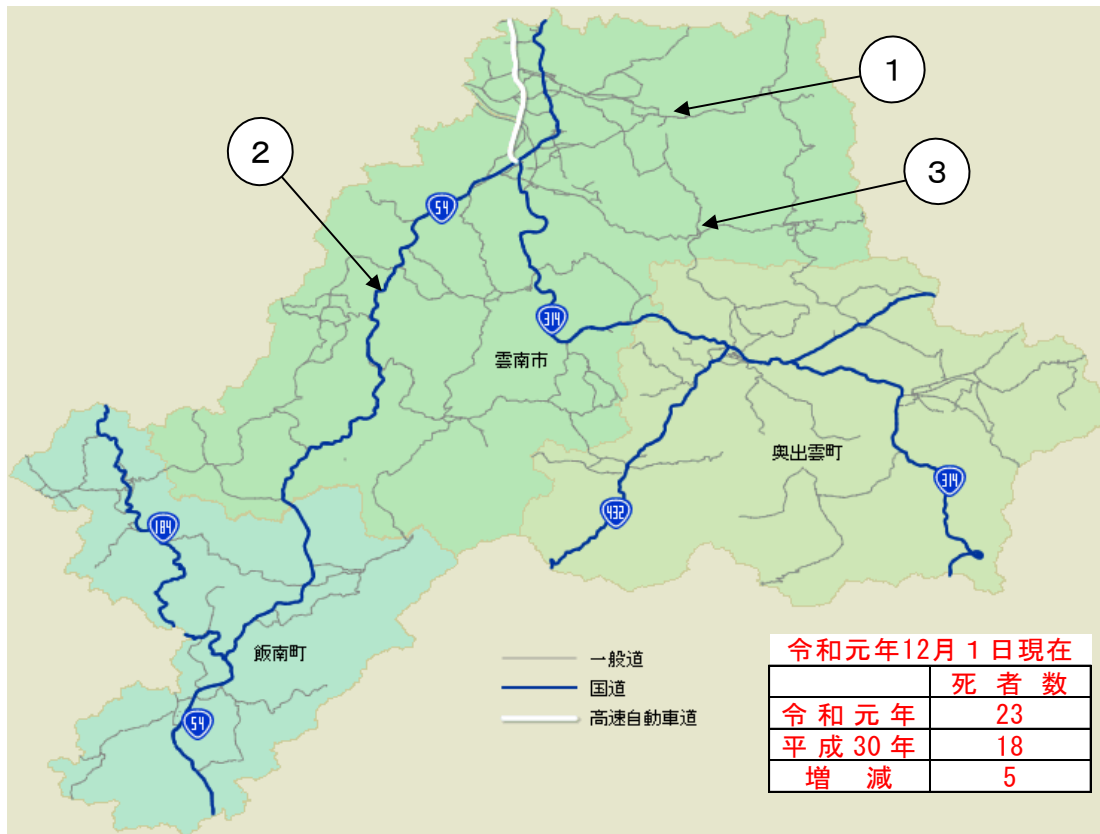 1
2
3
54
314
雲南市
奥出雲町
314
432
184
飯南町
54
一般道
国道
高速自動車道
令和元年12月1日現在
死者数
令和元年 23
平成30年 18
増減 5